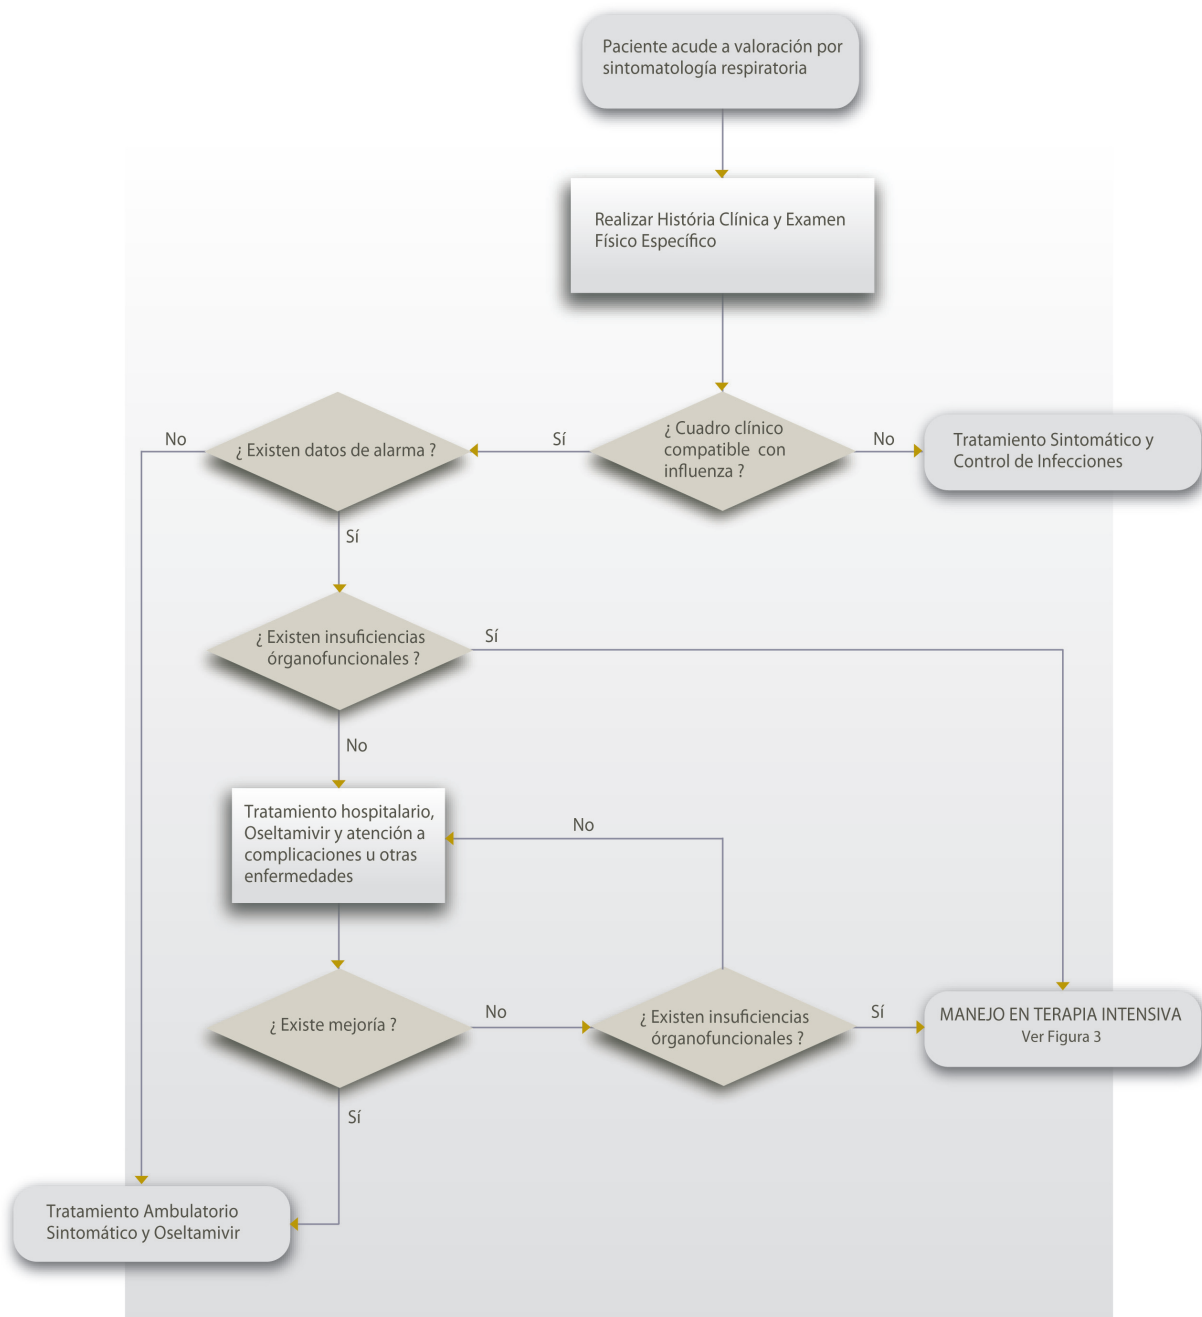 Paciente acude a valoración por
sintomatología respiratoria
Realizar História Clínica y Examen
Físico Específico
¿ Cuadro clínico
compatible con
influenza ?
No
Tratamiento Sintomático y
Control de Infecciones
Sí
¿ Existen datos de alarma ?
No
Sí
¿ Existen insuficiencias
órganofuncionales ?
Sí
No
Tratamiento hospitalario,
Oseltamivir y atención a
complicaciones u otras
enfermedades
No
¿ Existe mejoría ?
No
¿ Existen insuficiencias
órganofuncionales ?
Sí
MANEJO EN TERAPIA INTENSIVA
Ver Figura 3
Sí
Tratamiento Ambulatorio
Sintomático y Oseltamivir